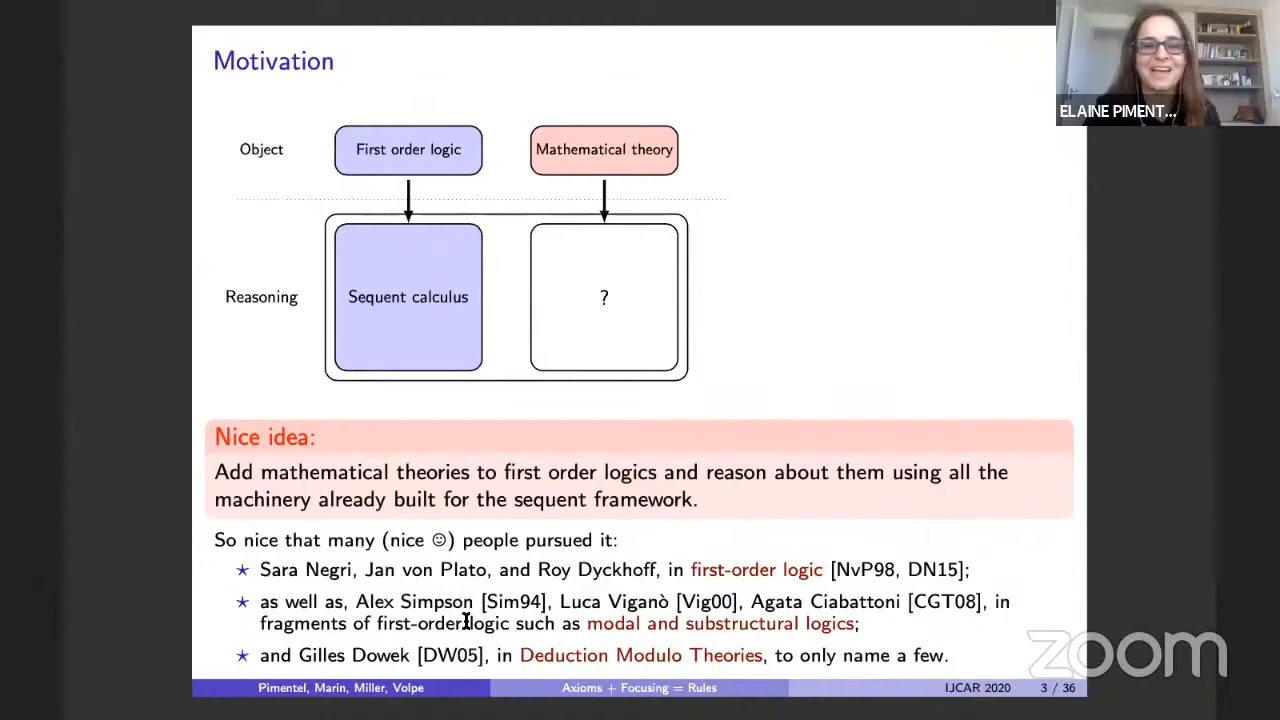 Motivation
ELAINE PIMENT...
Object
First order logic
Mathematical theory
Reasoning
Sequent calculus
?
Nice idea:
Add mathematical theories to first order logics and reason about them using all the
machinery already built for the sequent framework.
So nice that many (nice ☺) people pursued it:
★ Sara Negri, Jan von Plato, and Roy Dyckhoff, in first-order logic [NvP98, DN15];
★ as well as, Alex Simpson [Sim94], Luca Viganò [Vig00], Agata Ciabattoni [CGT08], in
fragments of first-order logic such as modal and substructural logics;
★ and Gilles Dowek [DW05], in Deduction Modulo Theories, to only name a few.
zoom
Pimentel, Marin, Miller, Volpe
Axioms + Focusing = Rules
IJCAR 2020
3 / 36